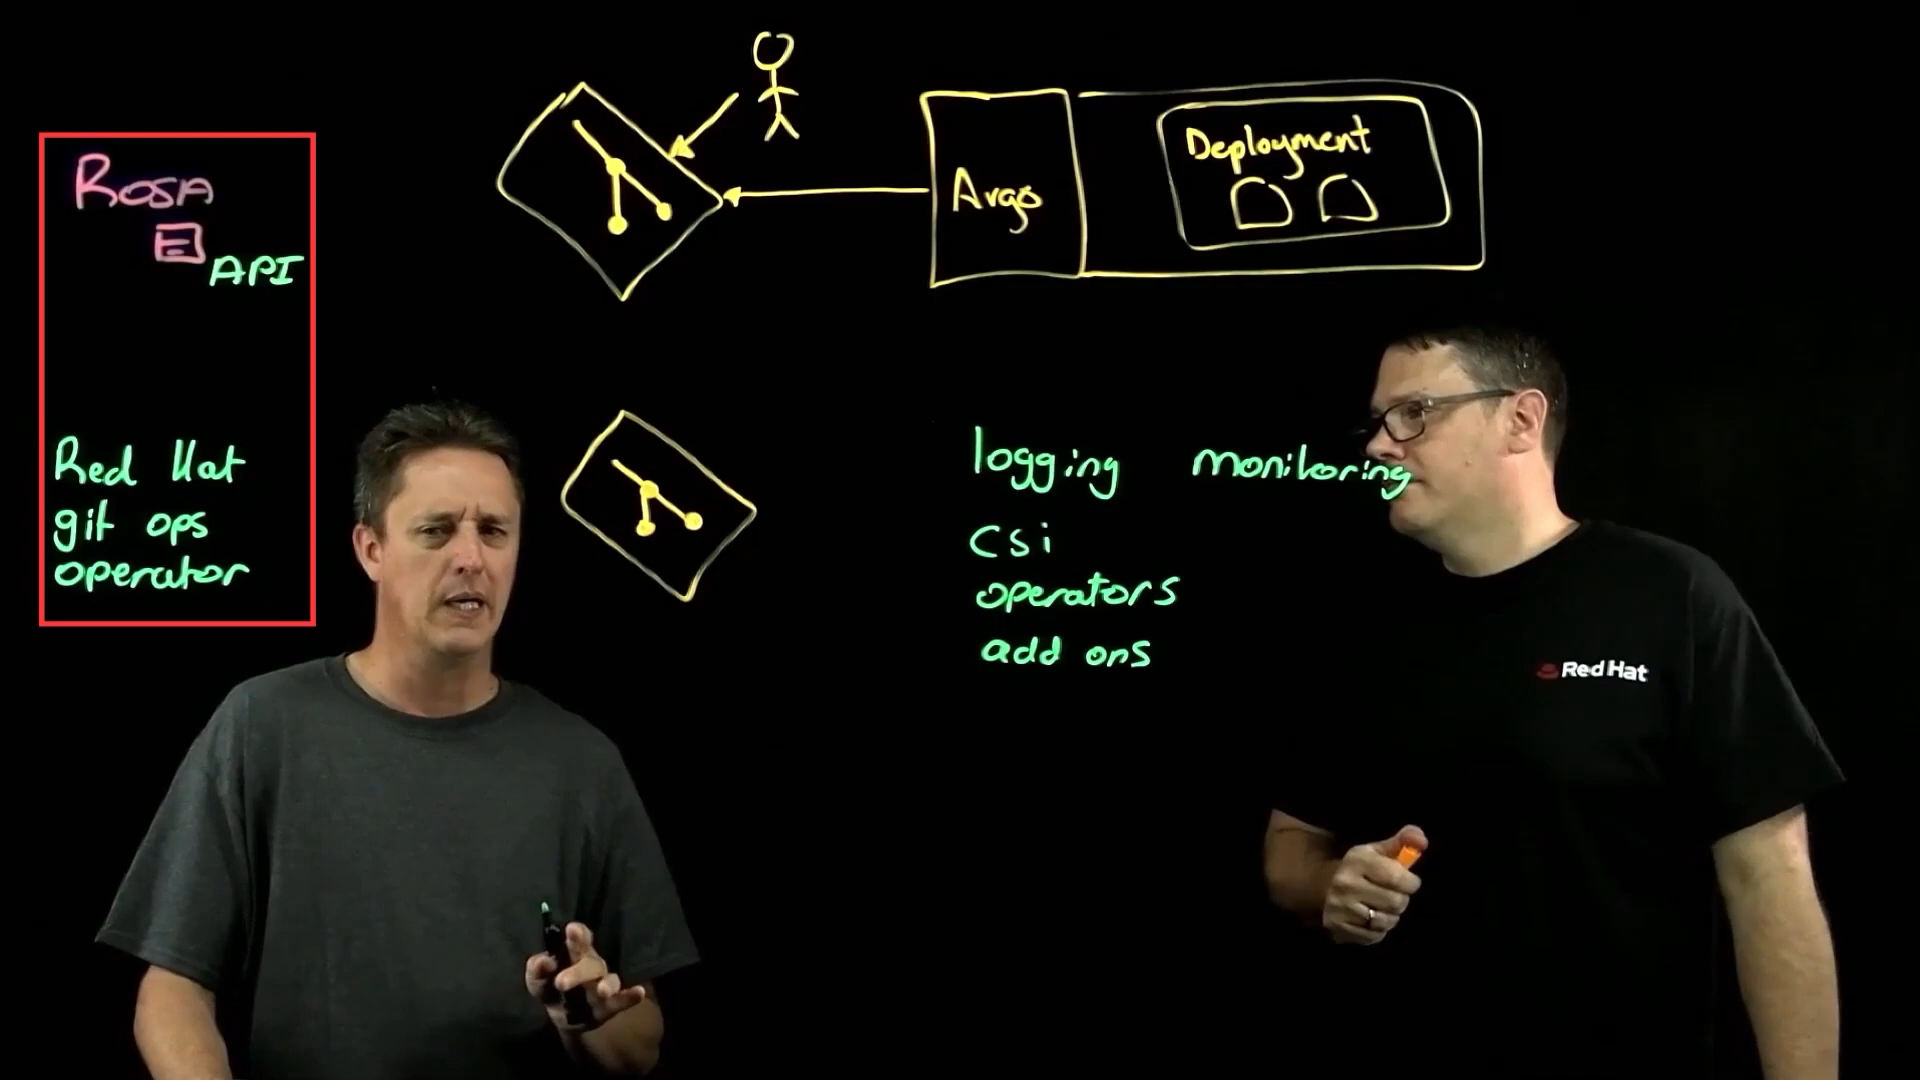 Rosa
API
Red Hat
git ops
operator
Argo
Deployment
logging monitoring
csi
operators
add ons
Red Hat